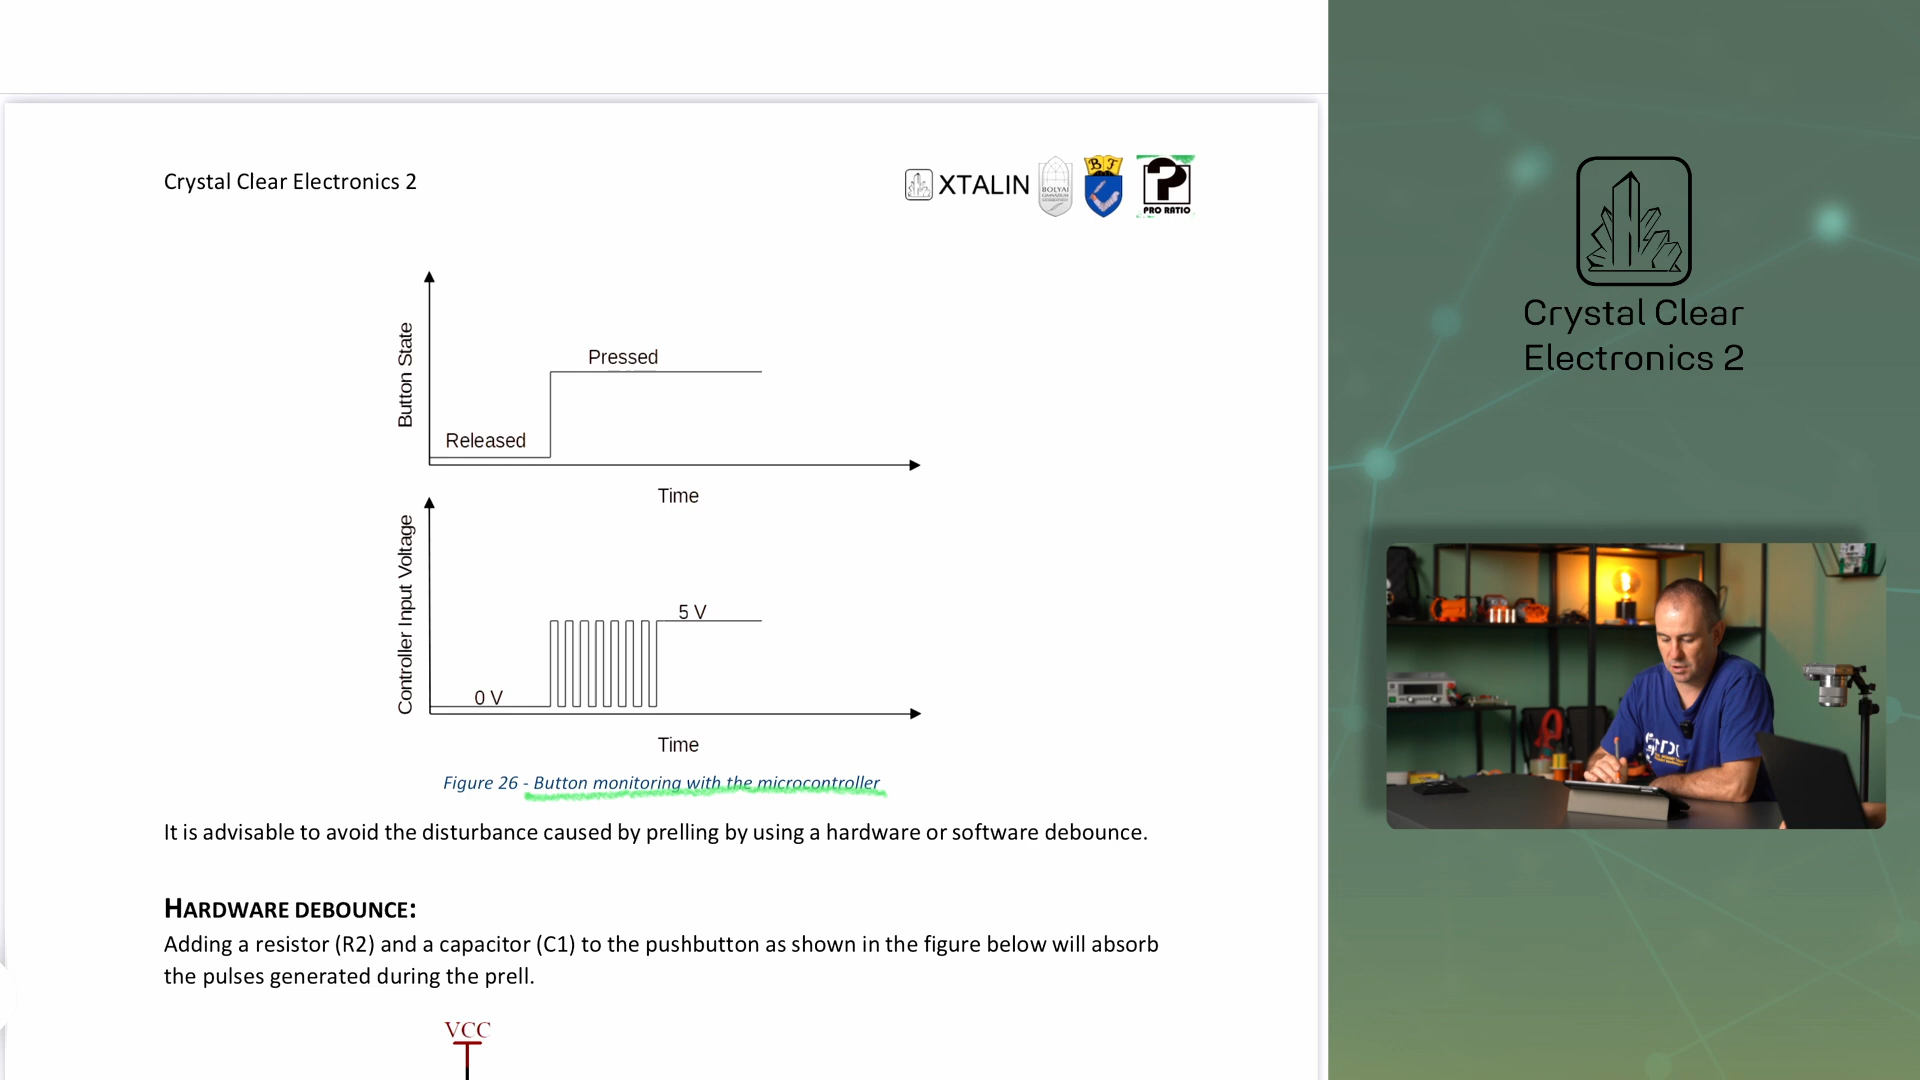 Crystal Clear Electronics 2
XTALIN
BOLYAI
B F
PRO RATIO
Button State
Pressed
Released
Time
Controller Input Voltage
5 V
0 V
Time
Figure 26 - Button monitoring with the microcontroller
It is advisable to avoid the disturbance caused by prelling by using a hardware or software debounce.
HARDWARE DEBOUNCE:
Adding a resistor (R2) and a capacitor (C1) to the pushbutton as shown in the figure below will absorb
the pulses generated during the prell.
VCC
Crystal Clear
Electronics 2